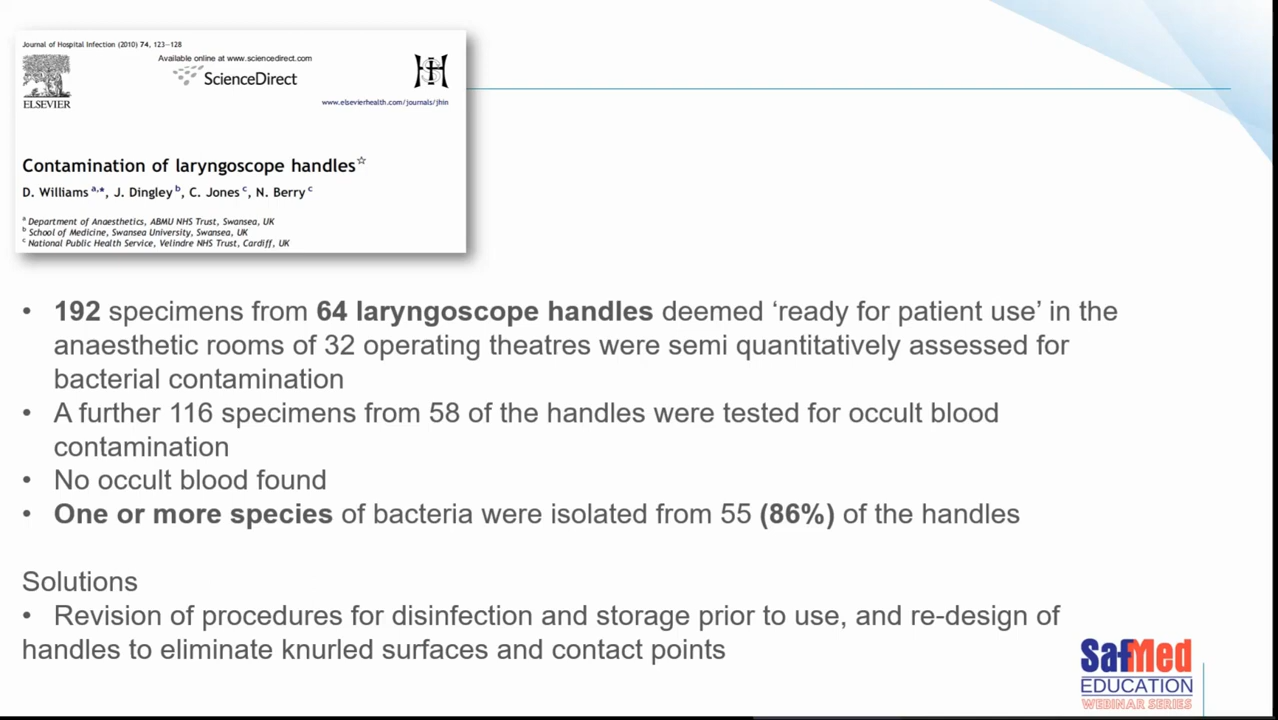 Journal of Hospital Infection (2010) 74, 123–128
Available online at www.sciencedirect.com
ScienceDirect
ELSEVIER
www.elsevierhealth.com/journals/jhin
Contamination of laryngoscope handles☆
D. Williams a,*, J. Dingley b, C. Jones c, N. Berry c
a Department of Anaesthetics, ABMU NHS Trust, Swansea, UK
b School of Medicine, Swansea University, Swansea, UK
c National Public Health Service, Velindre NHS Trust, Cardiff, UK
• 192 specimens from 64 laryngoscope handles deemed ‘ready for patient use’ in the
anaesthetic rooms of 32 operating theatres were semi quantitatively assessed for
bacterial contamination
• A further 116 specimens from 58 of the handles were tested for occult blood
contamination
• No occult blood found
• One or more species of bacteria were isolated from 55 (86%) of the handles
Solutions
• Revision of procedures for disinfection and storage prior to use, and re-design of
handles to eliminate knurled surfaces and contact points
SafMed
EDUCATION
WEBINAR SERIES